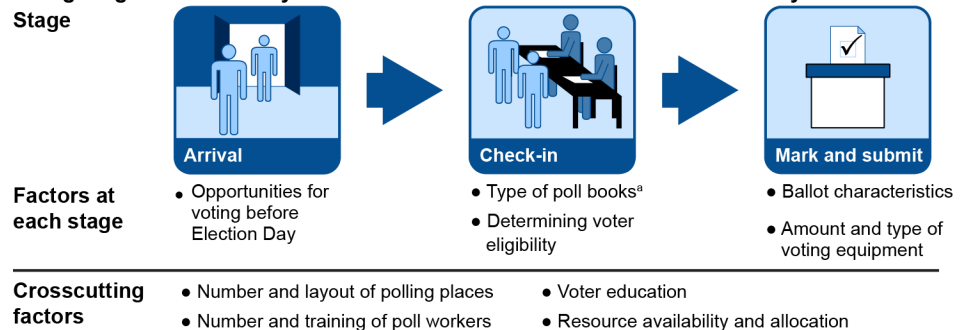 Stage
Arrival
Check-in
Mark and submit
Factors at
each stage
● Opportunities for
voting before
Election Day
● Type of poll booksᵃ
● Determining voter
eligibility
● Ballot characteristics
● Amount and type of
voting equipment
Crosscutting
factors
● Number and layout of polling places
● Number and training of poll workers
● Voter education
● Resource availability and allocation